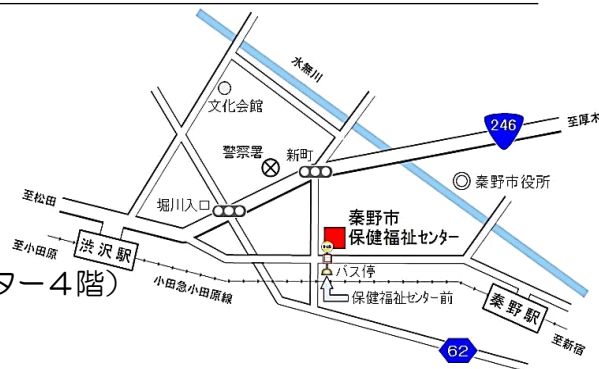 水無川
文化会館
246
至厚木
警察署
新町
秦野市役所
至松田
堀川入口
秦野市
保健福祉センター
至小田原
渋沢駅
バス停
ター4階)
小田急小田原線
保健福祉センター前
秦野駅
至新宿
62